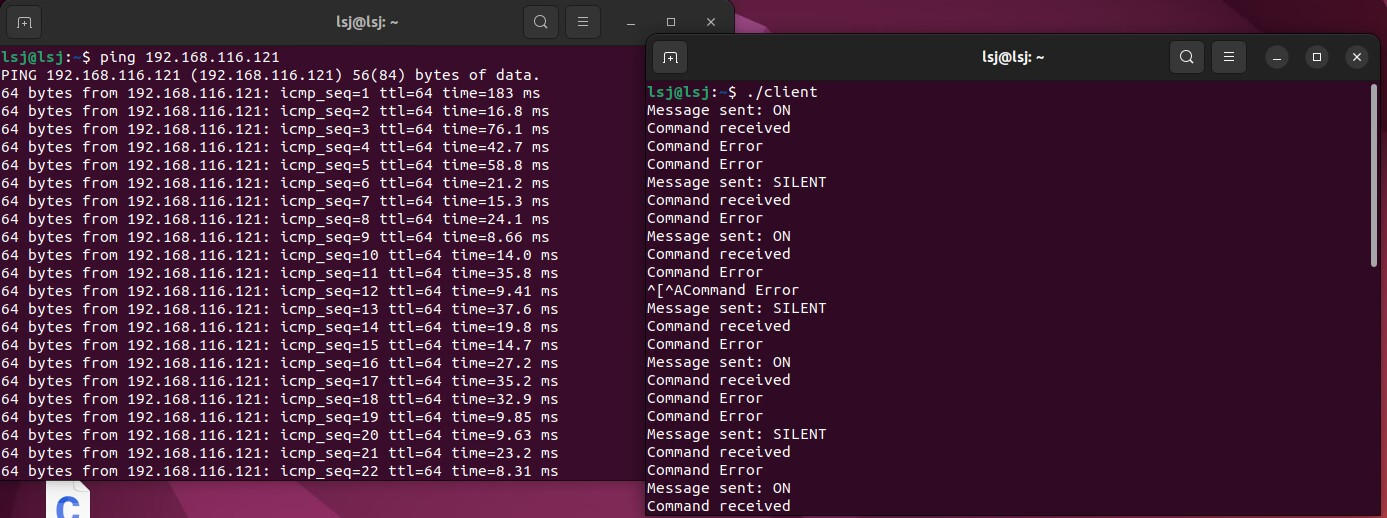 lsj@lsj: ~
lsj@lsj:~$ ping 192.168.116.121
PING 192.168.116.121 (192.168.116.121) 56(84) bytes of data.
64 bytes from 192.168.116.121: icmp_seq=1 ttl=64 time=183 ms
64 bytes from 192.168.116.121: icmp_seq=2 ttl=64 time=16.8 ms
64 bytes from 192.168.116.121: icmp_seq=3 ttl=64 time=76.1 ms
64 bytes from 192.168.116.121: icmp_seq=4 ttl=64 time=42.7 ms
64 bytes from 192.168.116.121: icmp_seq=5 ttl=64 time=58.8 ms
64 bytes from 192.168.116.121: icmp_seq=6 ttl=64 time=21.2 ms
64 bytes from 192.168.116.121: icmp_seq=7 ttl=64 time=15.3 ms
64 bytes from 192.168.116.121: icmp_seq=8 ttl=64 time=24.1 ms
64 bytes from 192.168.116.121: icmp_seq=9 ttl=64 time=8.66 ms
64 bytes from 192.168.116.121: icmp_seq=10 ttl=64 time=14.0 ms
64 bytes from 192.168.116.121: icmp_seq=11 ttl=64 time=35.8 ms
64 bytes from 192.168.116.121: icmp_seq=12 ttl=64 time=9.41 ms
64 bytes from 192.168.116.121: icmp_seq=13 ttl=64 time=37.6 ms
64 bytes from 192.168.116.121: icmp_seq=14 ttl=64 time=19.8 ms
64 bytes from 192.168.116.121: icmp_seq=15 ttl=64 time=14.7 ms
64 bytes from 192.168.116.121: icmp_seq=16 ttl=64 time=27.2 ms
64 bytes from 192.168.116.121: icmp_seq=17 ttl=64 time=35.2 ms
64 bytes from 192.168.116.121: icmp_seq=18 ttl=64 time=32.9 ms
64 bytes from 192.168.116.121: icmp_seq=19 ttl=64 time=9.85 ms
64 bytes from 192.168.116.121: icmp_seq=20 ttl=64 time=9.63 ms
64 bytes from 192.168.116.121: icmp_seq=21 ttl=64 time=23.2 ms
64 bytes from 192.168.116.121: icmp_seq=22 ttl=64 time=8.31 ms
C
lsj@lsj: ~
lsj@lsj:~$ ./client
Message sent: ON
Command received
Command Error
Command Error
Message sent: SILENT
Command received
Command Error
Message sent: ON
Command received
Command Error
^[^ACommand Error
Message sent: SILENT
Command received
Command Error
Message sent: ON
Command received
Command Error
Command Error
Message sent: SILENT
Command received
Command Error
Message sent: ON
Command received